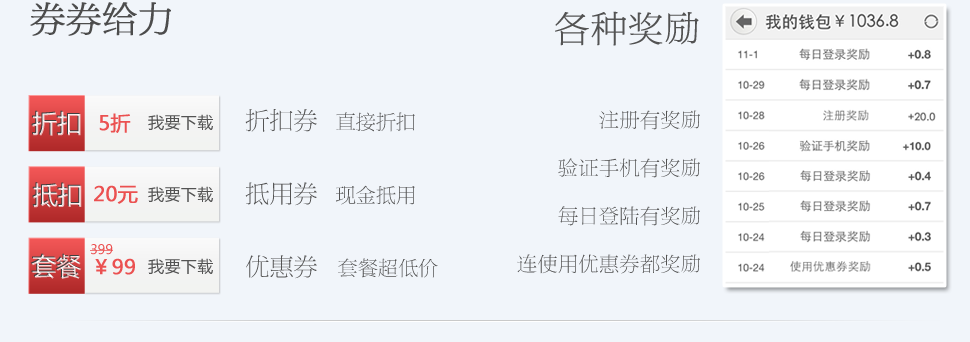 券券给力
折扣 5折 我要下载 折扣券 直接折扣
抵扣 20元 我要下载 抵用券 现金抵用
套餐 399 ¥99 我要下载 优惠券 套餐超低价
各种奖励
注册有奖励
验证手机有奖励
每日登陆有奖励
连使用优惠券都奖励
我的钱包¥1036.8
11-1 每日登录奖励 +0.8
10-29 每日登录奖励 +0.7
10-28 注册奖励 +20.0
10-26 验证手机奖励 +10.0
10-26 每日登录奖励 +0.4
10-25 每日登录奖励 +0.7
10-24 每日登录奖励 +0.3
10-24 使用优惠券奖励 +0.5